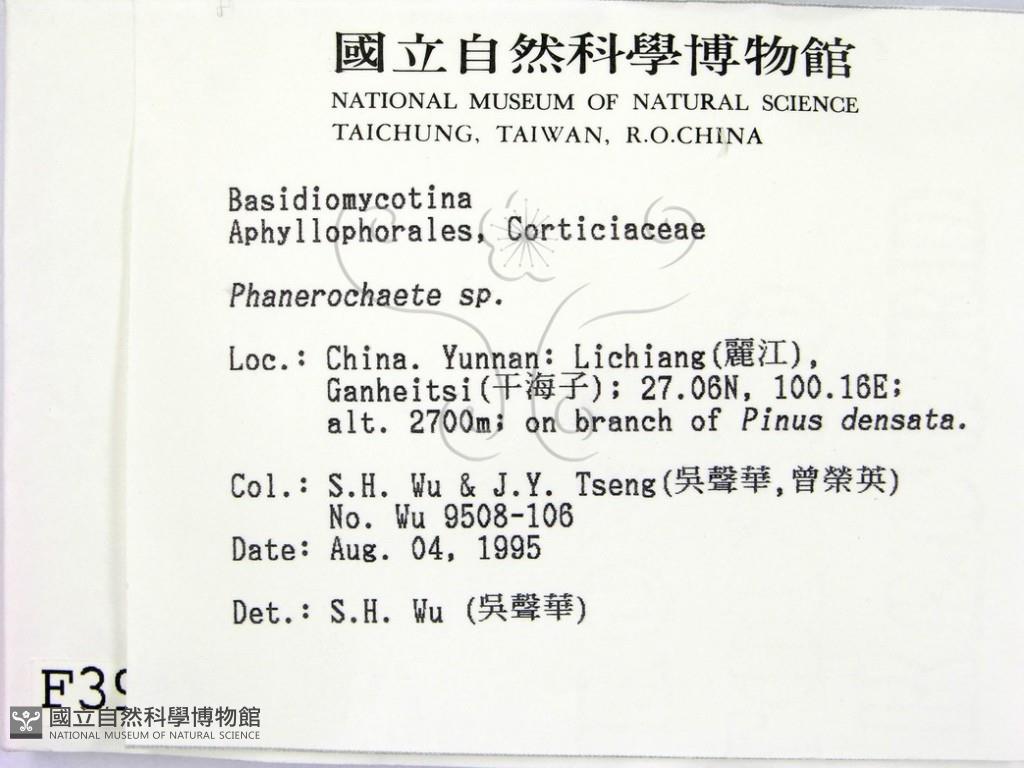 國立自然科學博物館
NATIONAL MUSEUM OF NATURAL SCIENCE
TAICHUNG, TAIWAN, R.O.CHINA
Basidiomycotina
Aphyllophorales, Corticiaceae
Phanerochaete sp.
Loc.: China. Yunnan: Lichiang(麗江),
Ganheitsi(干海子); 27.06N, 100.16E;
alt. 2700m; on branch of Pinus densata.
Col.: S.H. Wu & J.Y. Tseng(吳聲華,曾榮英)
No. Wu 9508-106
Date: Aug. 04, 1995
Det.: S.H. Wu (吳聲華)
國立自然科學博物館
NATIONAL MUSEUM OF NATURAL SCIENCE